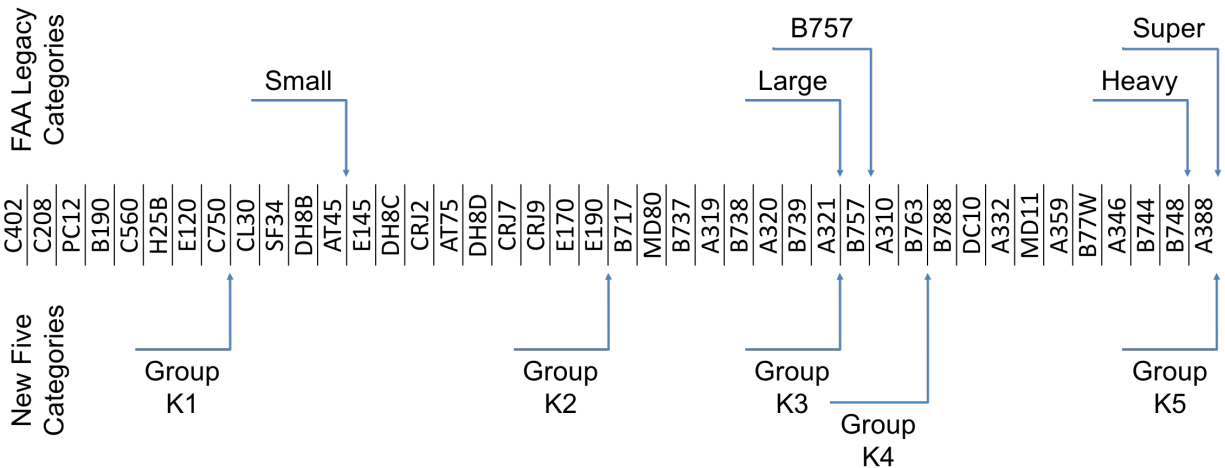 FAA Legacy
Categories
B757
Super
Small
Large
Heavy
C402
C208
PC12
B190
C560
H25B
E120
C750
CL30
SF34
DH8B
AT45
E145
DH8C
CRJ2
AT75
DH8D
CRJ7
CRJ9
E170
E190
B717
MD80
B737
A319
B738
A320
B739
A321
B757
A310
B763
B788
DC10
A332
MD11
A359
B77W
A346
B744
B748
A388
New Five
Categories
Group
K1
Group
K2
Group
K3
Group
K4
Group
K5